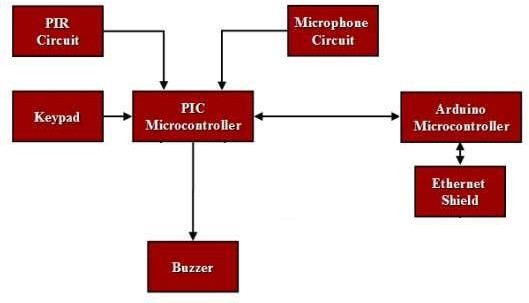 PIR
Circuit
Microphone
Circuit
Keypad
PIC
Microcontroller
Arduino
Microcontroller
Ethernet
Shield
Buzzer